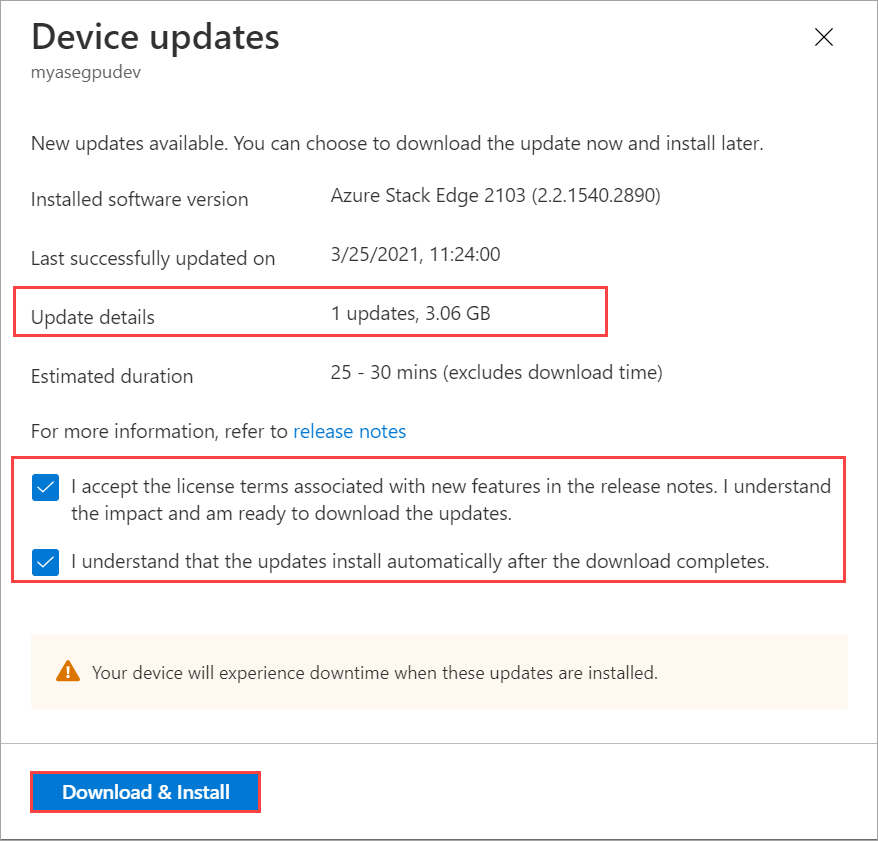 Device updates
myasegpudev
New updates available. You can choose to download the update now and install later.
Installed software version Azure Stack Edge 2103 (2.2.1540.2890)
Last successfully updated on 3/25/2021, 11:24:00
Update details 1 updates, 3.06 GB
Estimated duration 25 - 30 mins (excludes download time)
For more information, refer to release notes
I accept the license terms associated with new features in the release notes. I understand
the impact and am ready to download the updates.
I understand that the updates install automatically after the download completes.
Your device will experience downtime when these updates are installed.
Download & Install